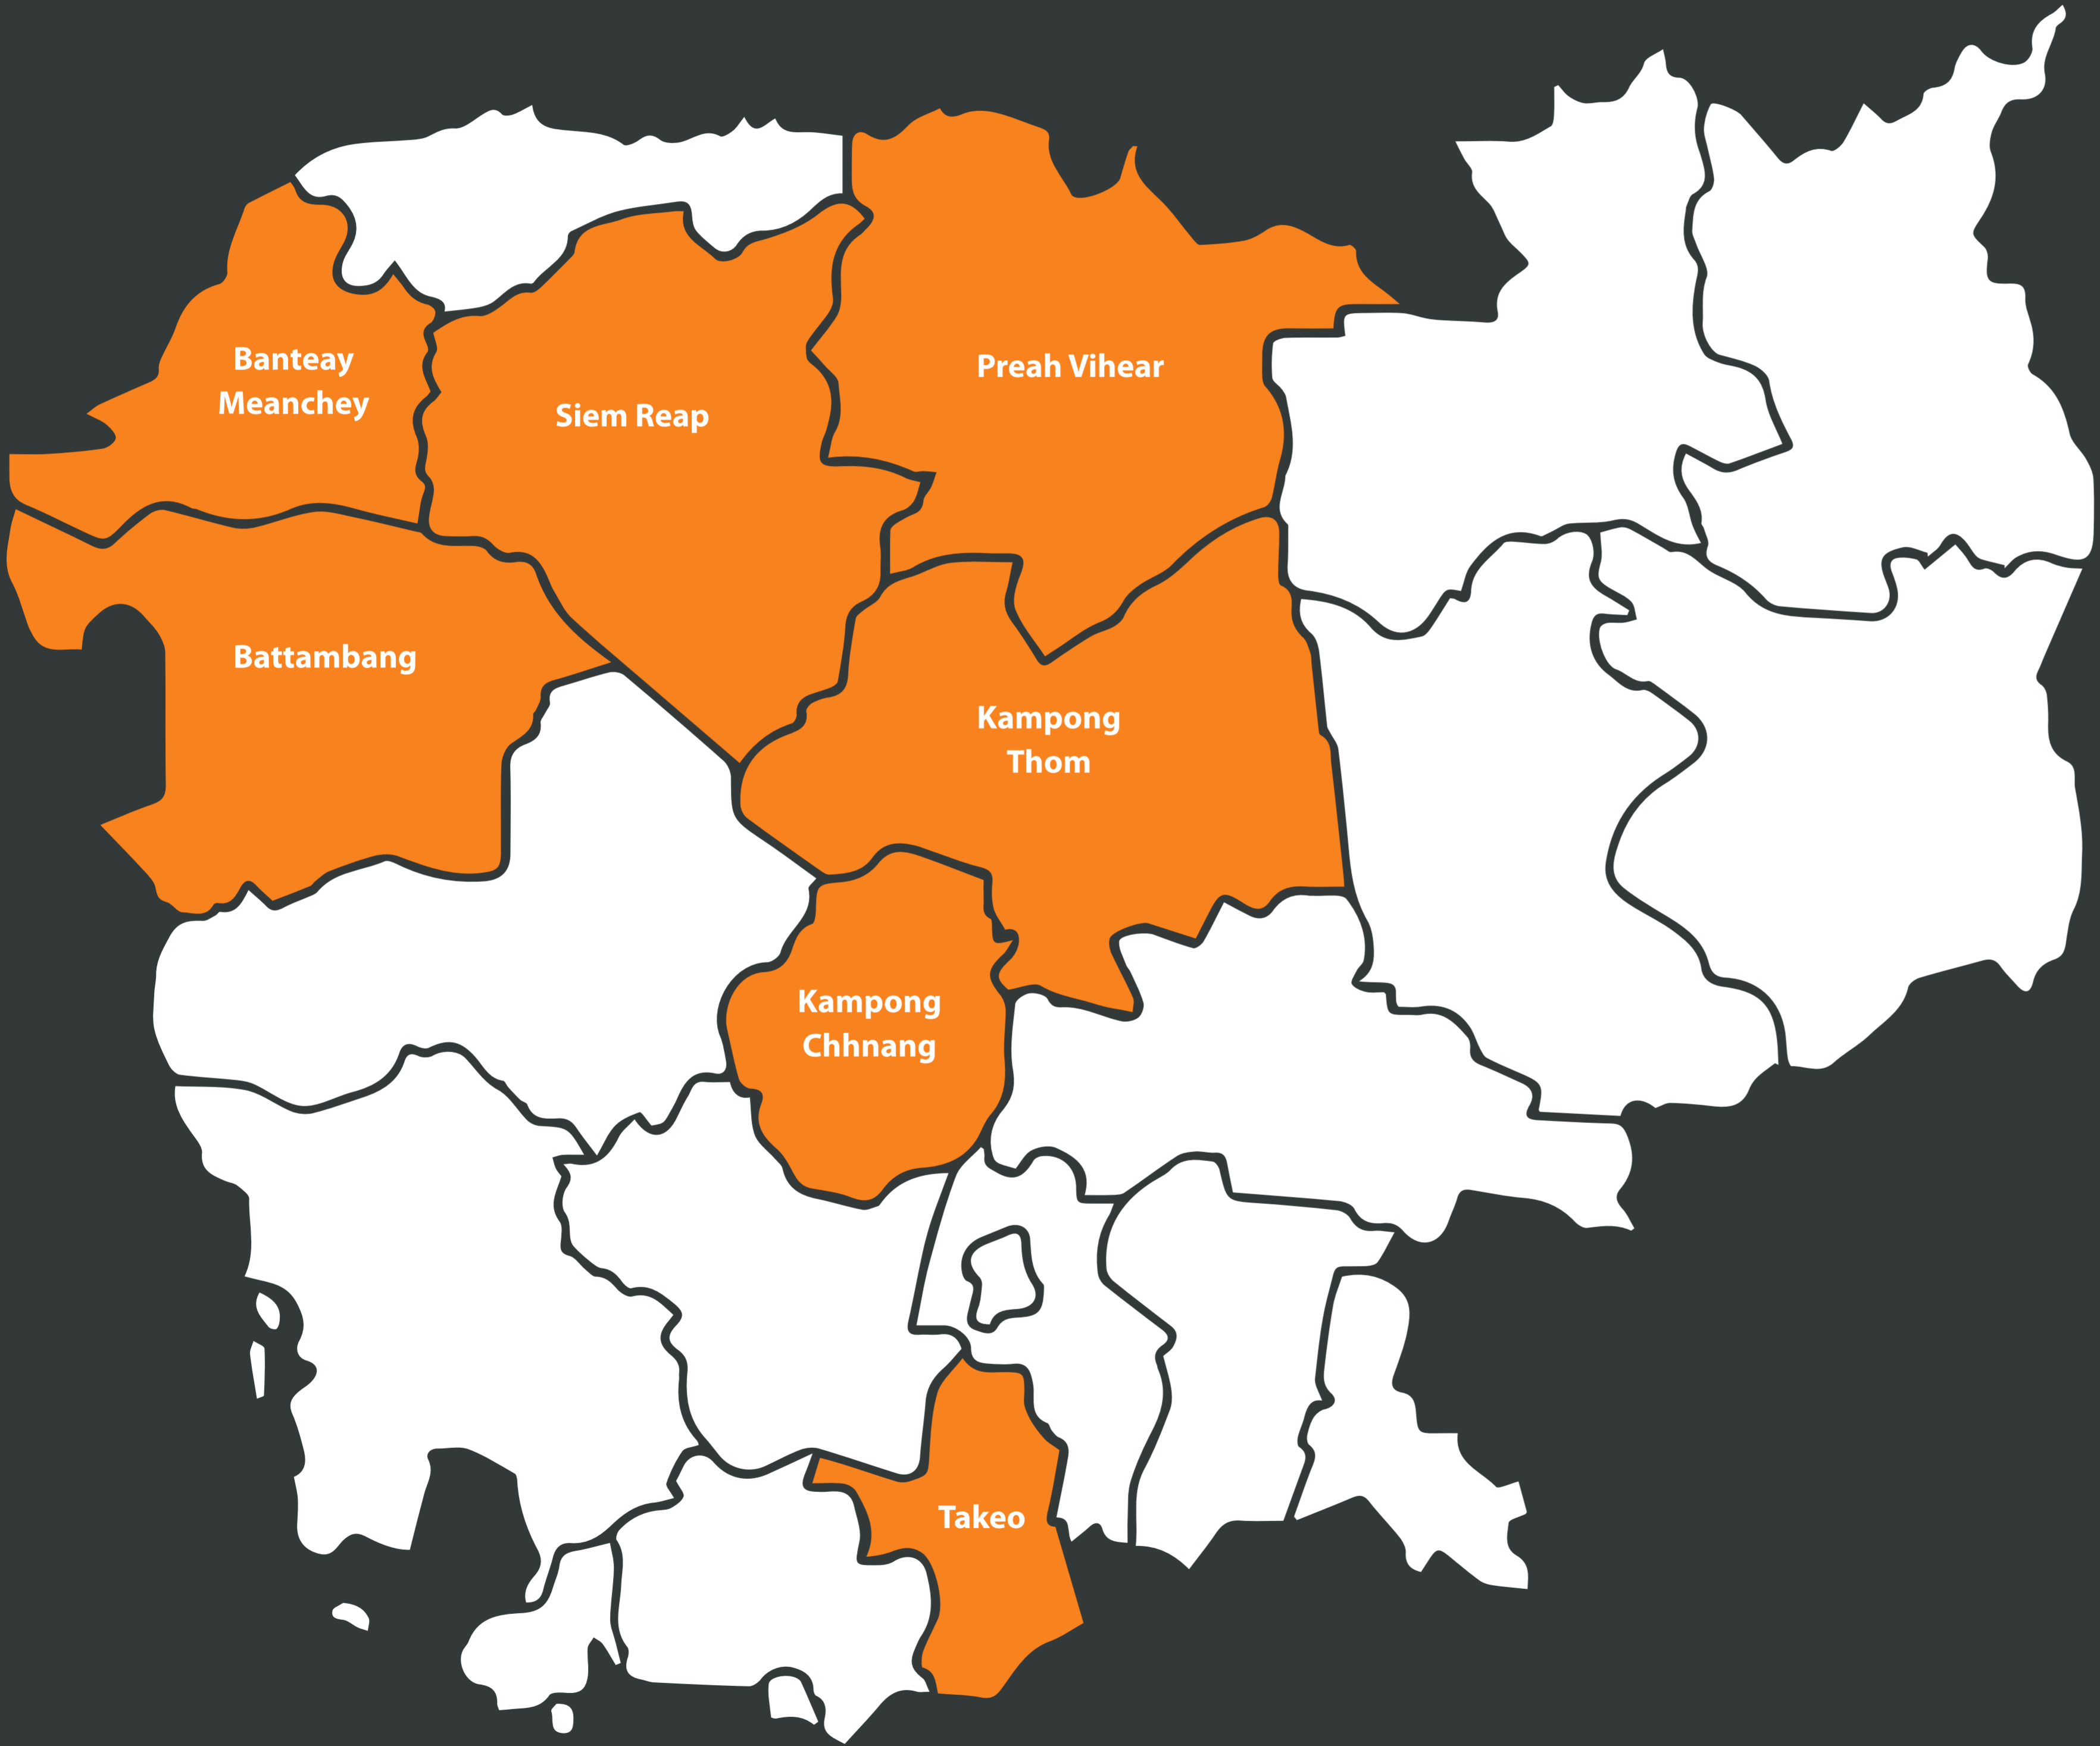 Banteay
Meanchey
Siem Reap
Preah Vihear
Battambang
Kampong
Thom
Kampong
Chhnang
Takeo